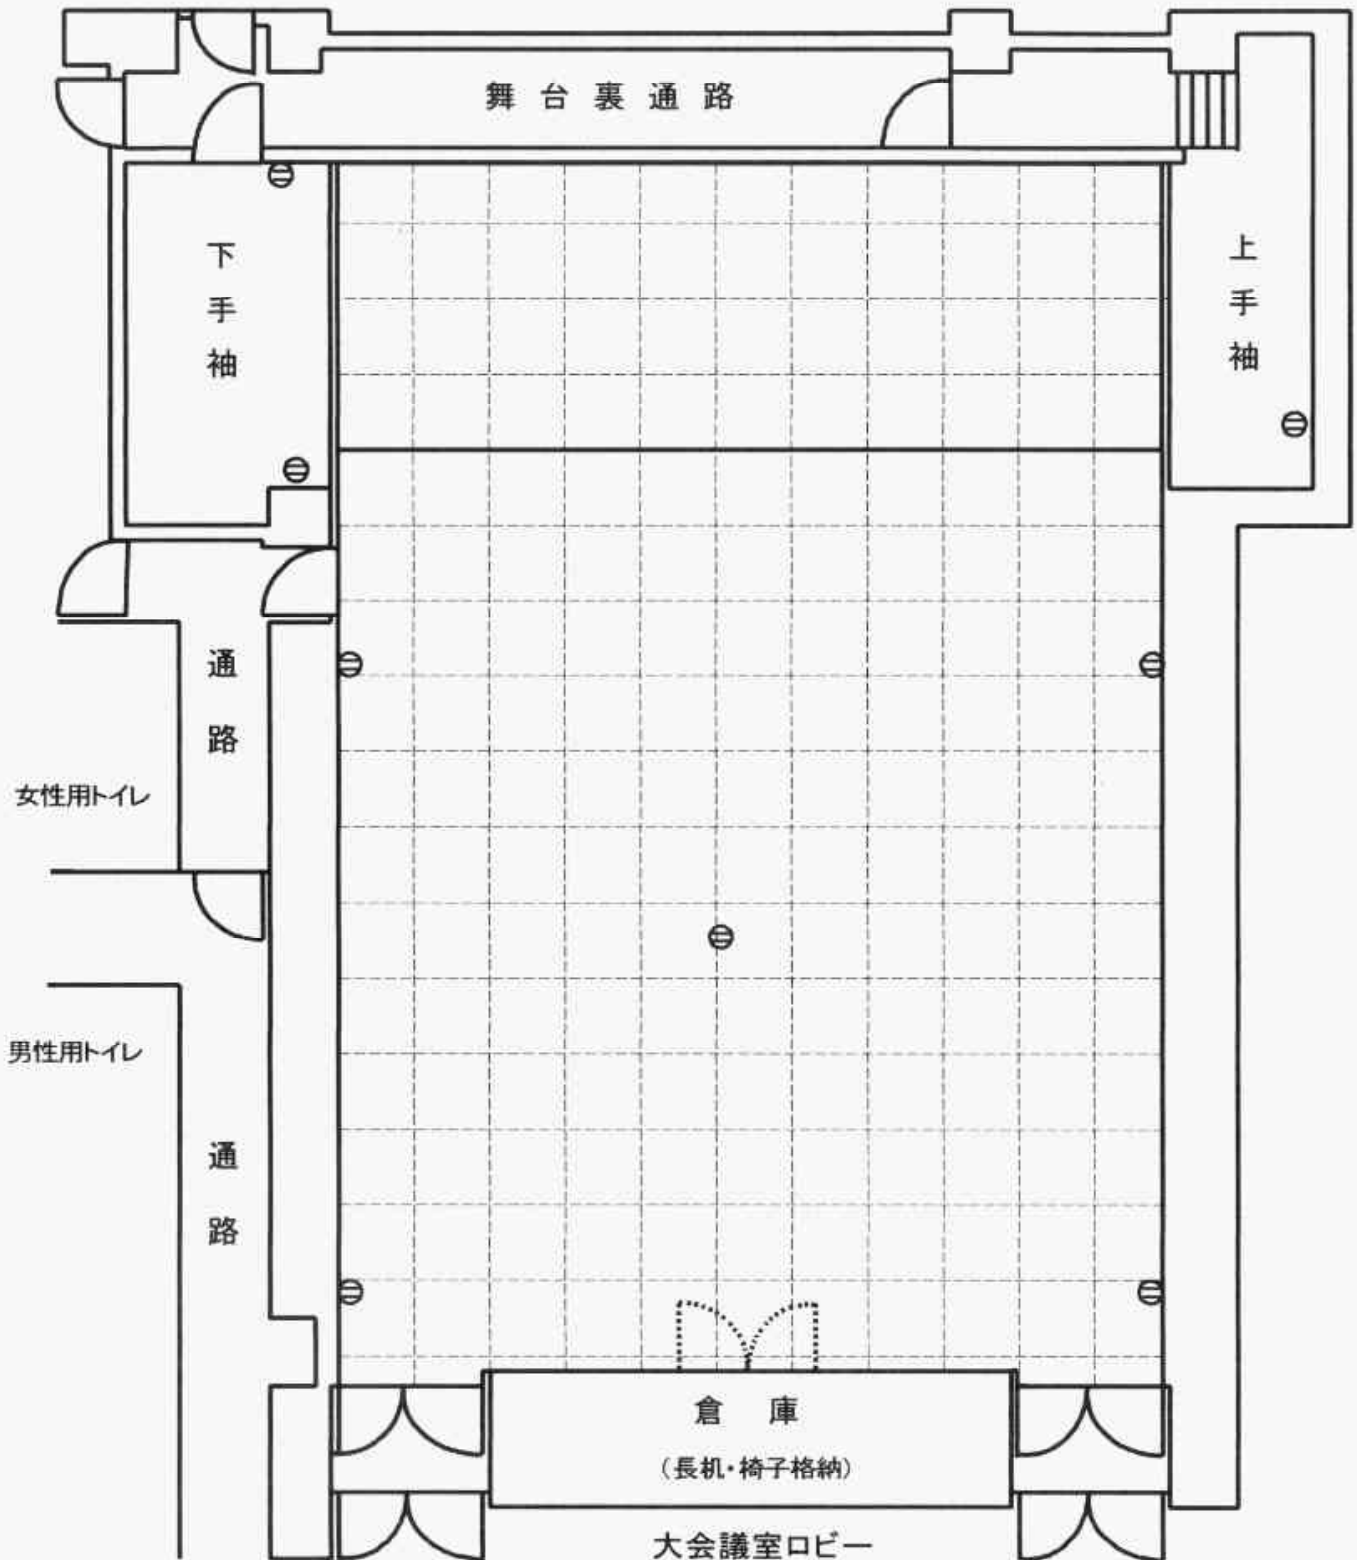 舞台裏通路
下手袖
上手袖
通路
女性用トイレ
男性用トイレ
通路
倉庫
(長机・椅子格納)
大会議室ロビー